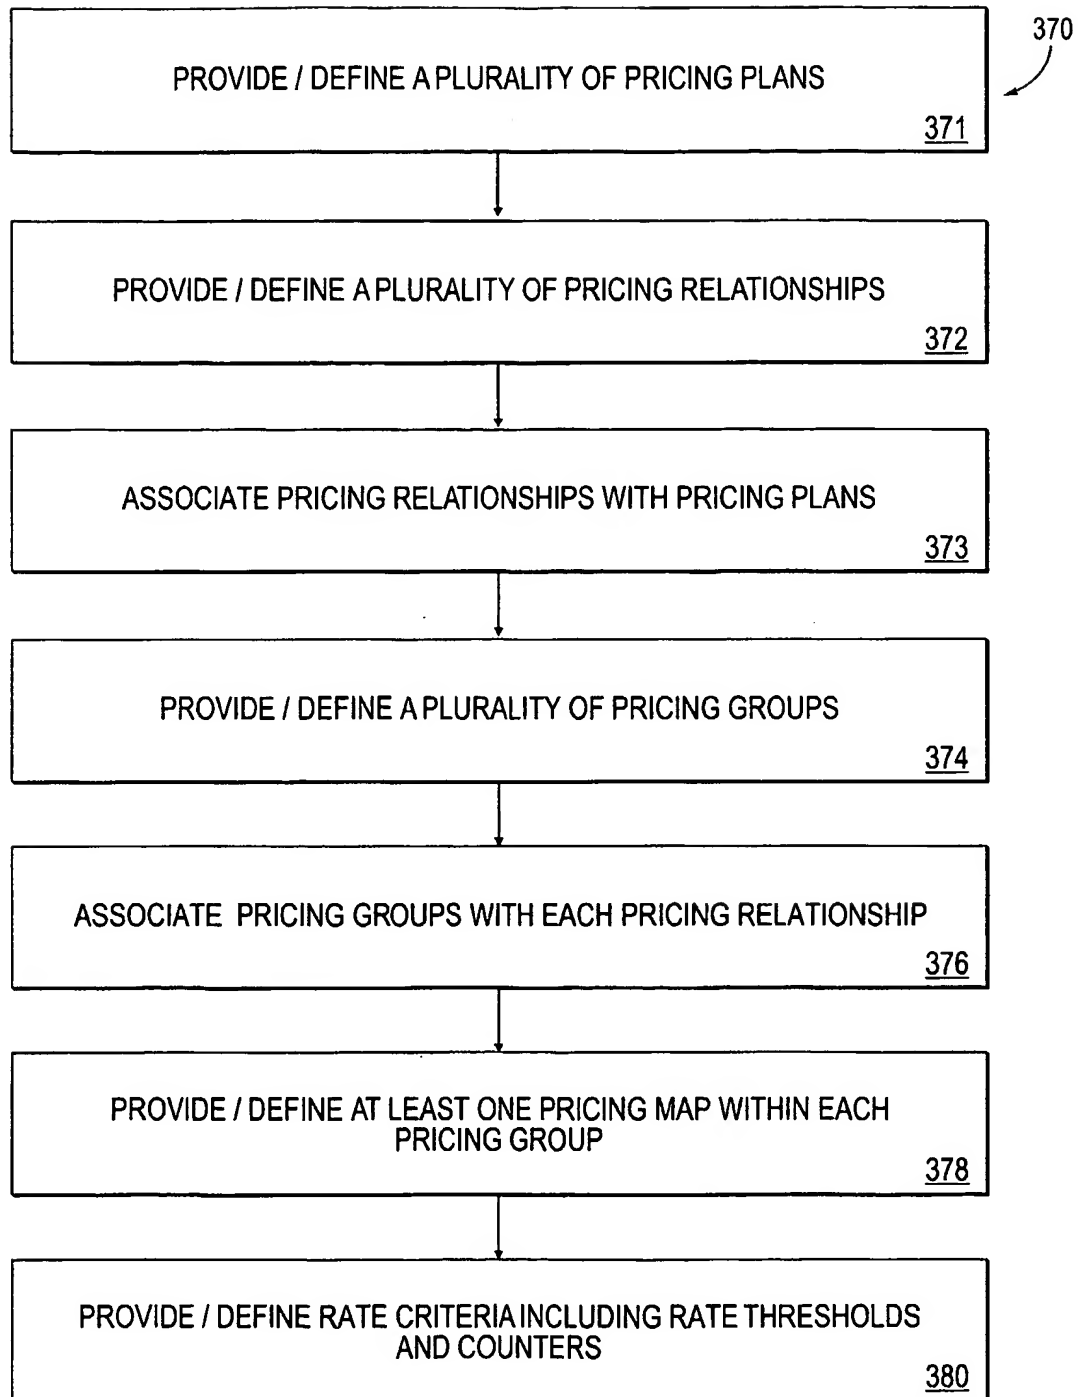 370
PROVIDE / DEFINE A PLURALITY OF PRICING PLANS
371
PROVIDE / DEFINE A PLURALITY OF PRICING RELATIONSHIPS
372
ASSOCIATE PRICING RELATIONSHIPS WITH PRICING PLANS
373
PROVIDE / DEFINE A PLURALITY OF PRICING GROUPS
374
ASSOCIATE PRICING GROUPS WITH EACH PRICING RELATIONSHIP
376
PROVIDE / DEFINE AT LEAST ONE PRICING MAP WITHIN EACH
PRICING GROUP
378
PROVIDE / DEFINE RATE CRITERIA INCLUDING RATE THRESHOLDS
AND COUNTERS
380